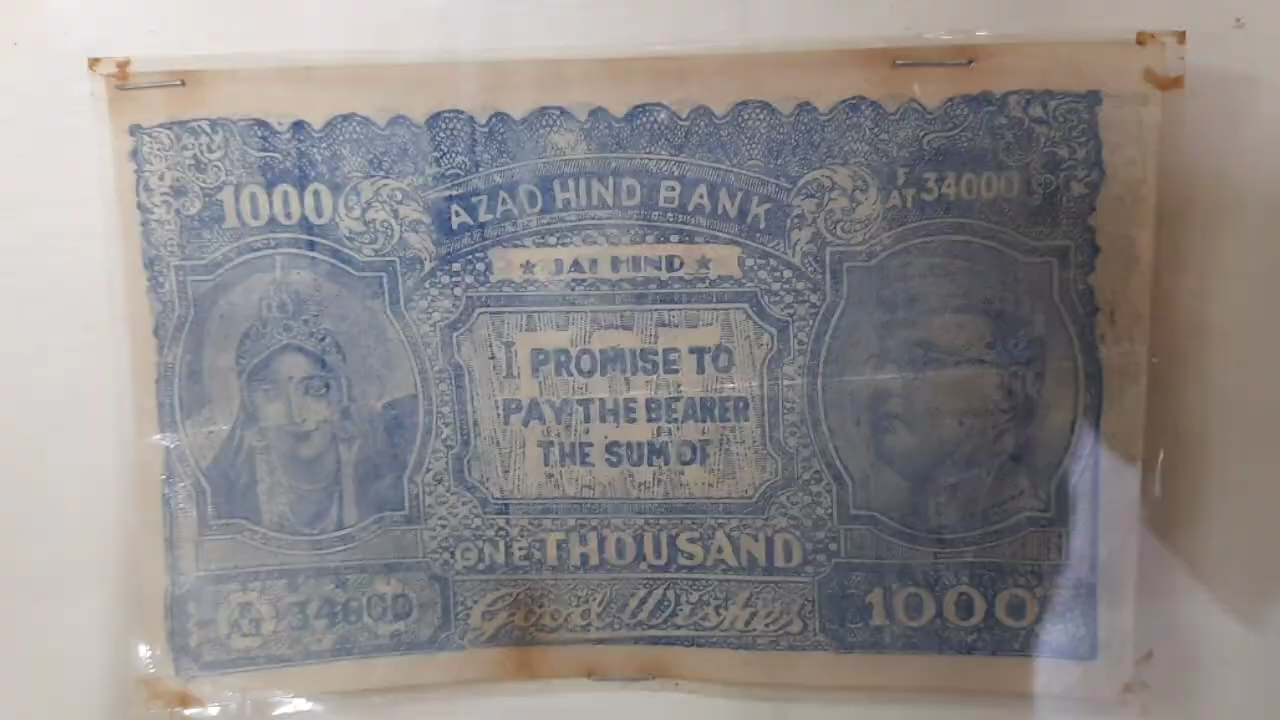 1000
AZAD HIND BANK
F/AT 34000
★ JAI HIND ★
I PROMISE TO
PAY THE BEARER
THE SUM OF
ONE THOUSAND
F/AT 34000
Good Wishes
1000